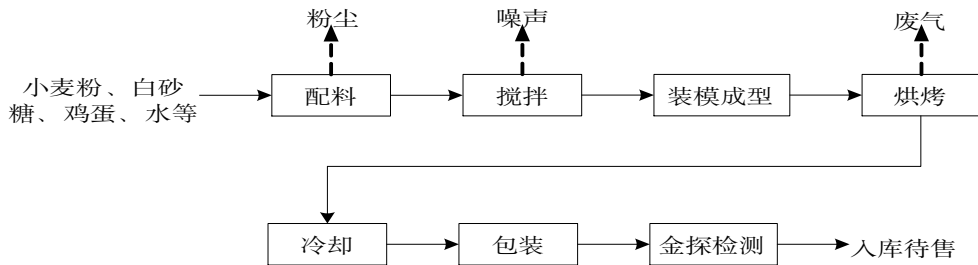 粉尘
噪声
废气
小麦粉、白砂
糖、鸡蛋、水等
配料
搅拌
装模成型
烘烤
冷却
包装
金探检测
入库待售